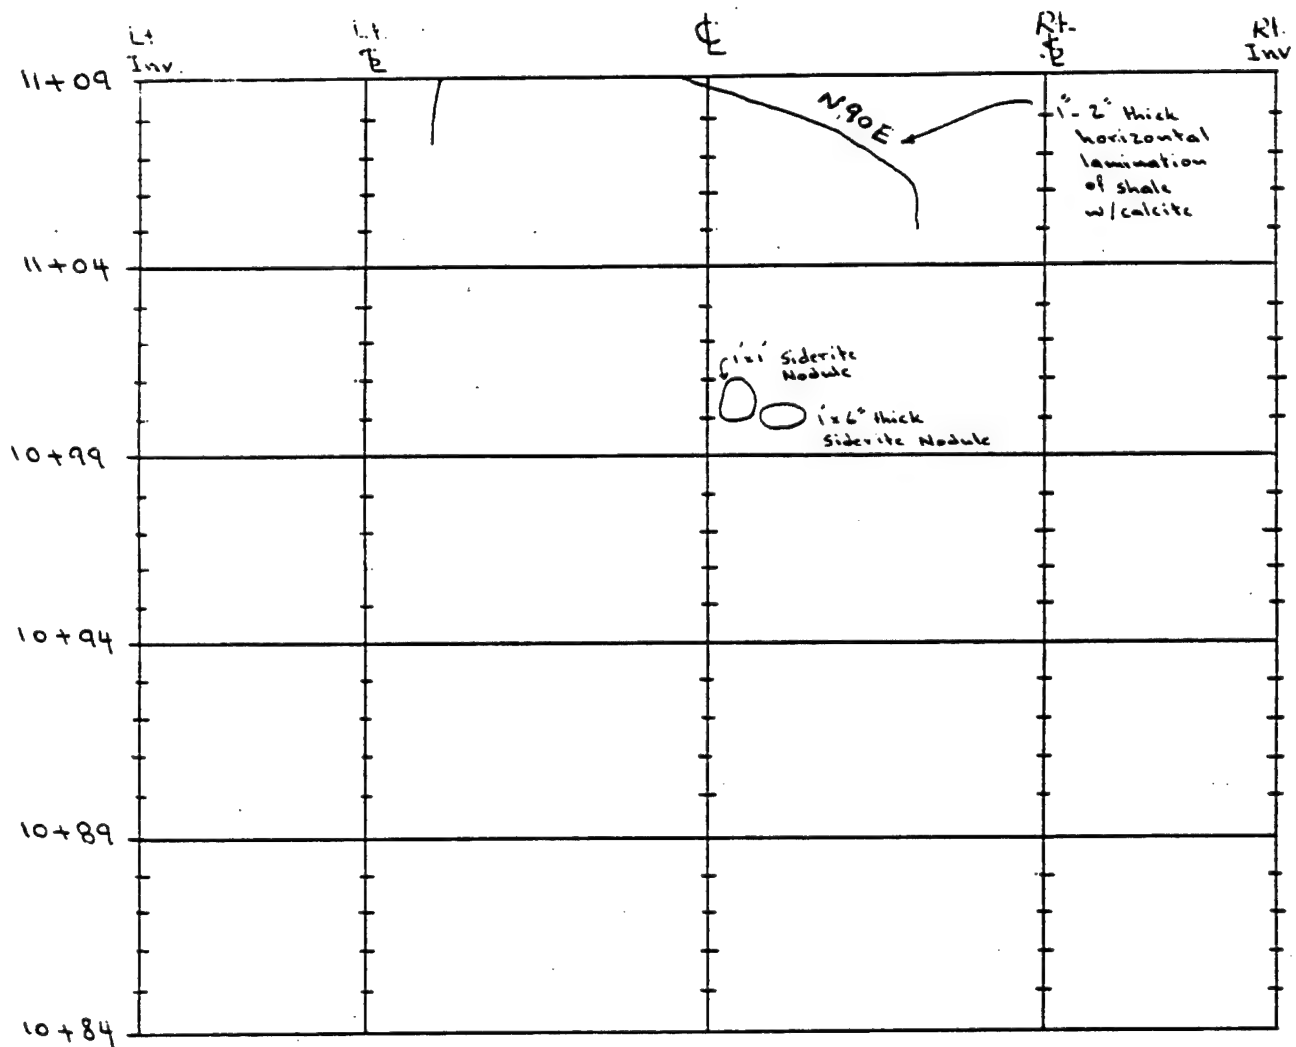 Lt. Lt. ℄ Rt. Rt.
Inv. ℄ ℄ Inv
11+09
N90E
1"-2" thick
horizontal
lamination
of shale
w/calcite
11+04
1'x1' Siderite
Nodule
1'x6" thick
Siderite Nodule
10+99
10+94
10+89
10+84